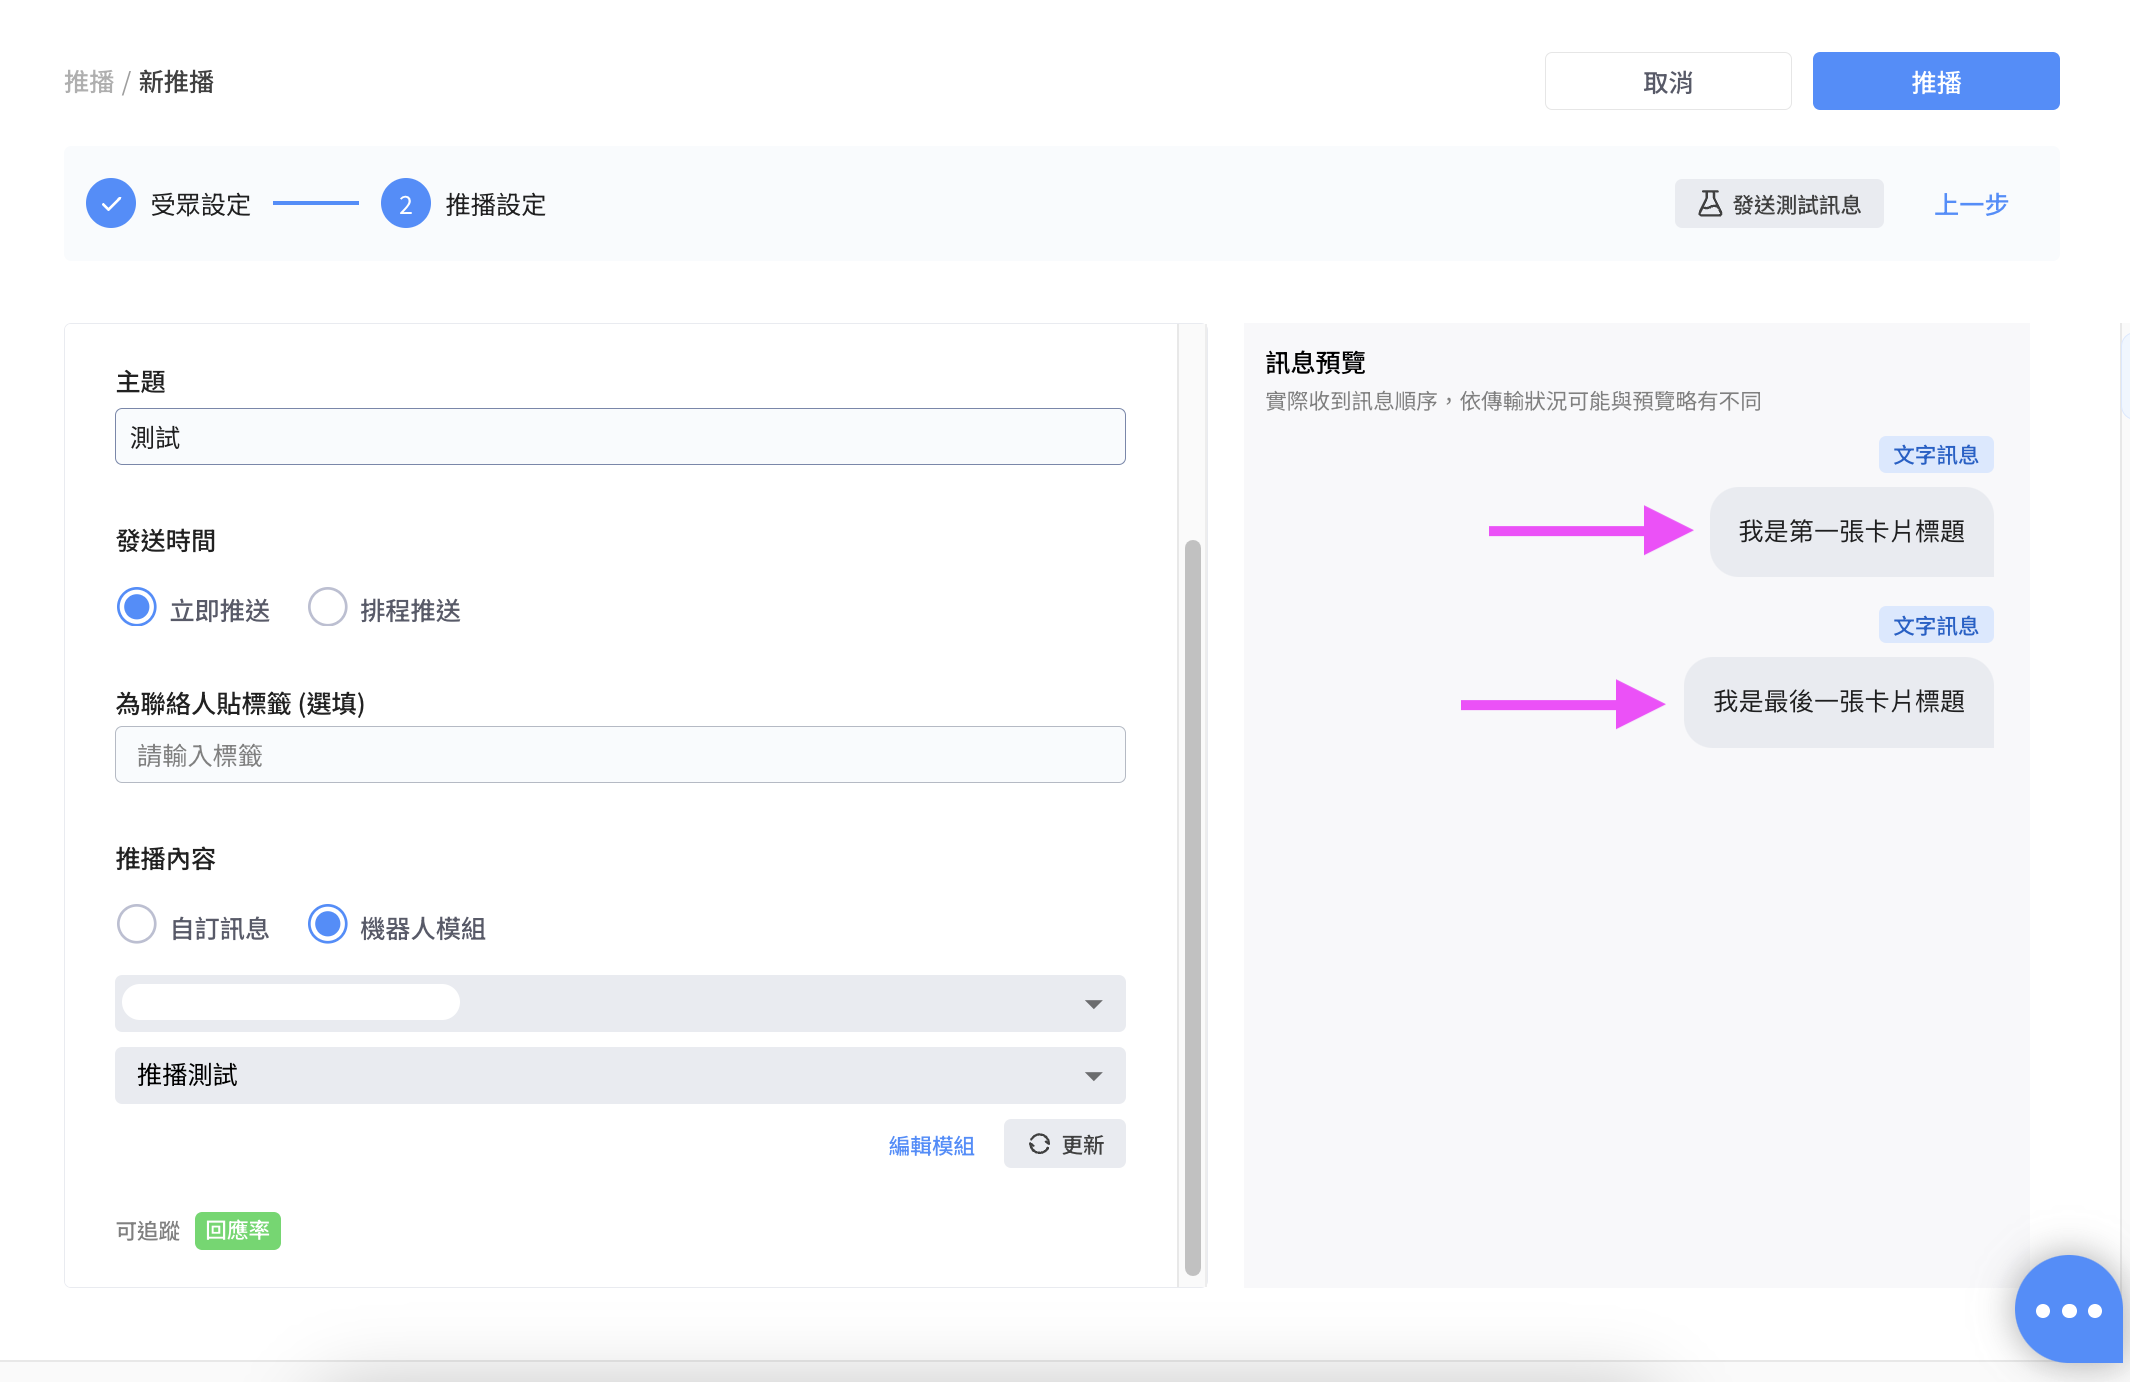 推播 / 新推播
取消
推播
受眾設定
2
推播設定
發送測試訊息
上一步
主題
測試
發送時間
立即推送
排程推送
為聯絡人貼標籤 (選填)
請輸入標籤
推播內容
自訂訊息
機器人模組
推播測試
編輯模組
更新
可追蹤
回應率
訊息預覽
實際收到訊息順序，依傳輸狀況可能與預覽略有不同
文字訊息
我是第一張卡片標題
文字訊息
我是最後一張卡片標題